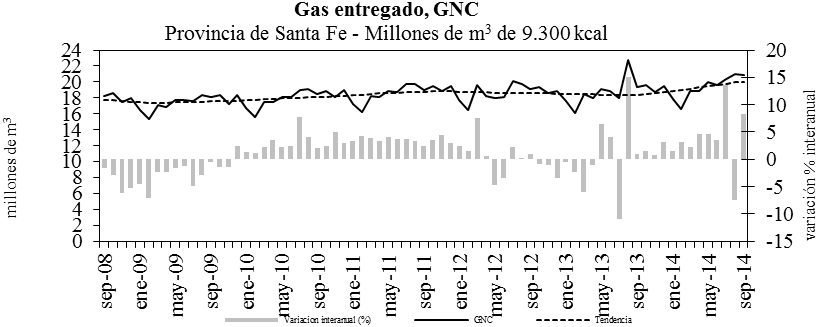 Gas entregado, GNC
Provincia de Santa Fe - Millones de m³ de 9.300 kcal
millones de m³
24
22
20
18
16
14
12
10
8
6
4
2
0
20
15
10
5
0
-5
-10
-15
variación % interanual
sep-08
ene-09
may-09
sep-09
ene-10
may-10
sep-10
ene-11
may-11
sep-11
ene-12
may-12
sep-12
ene-13
may-13
sep-13
ene-14
may-14
sep-14
Variacion interanual (%) GNC Tendencia